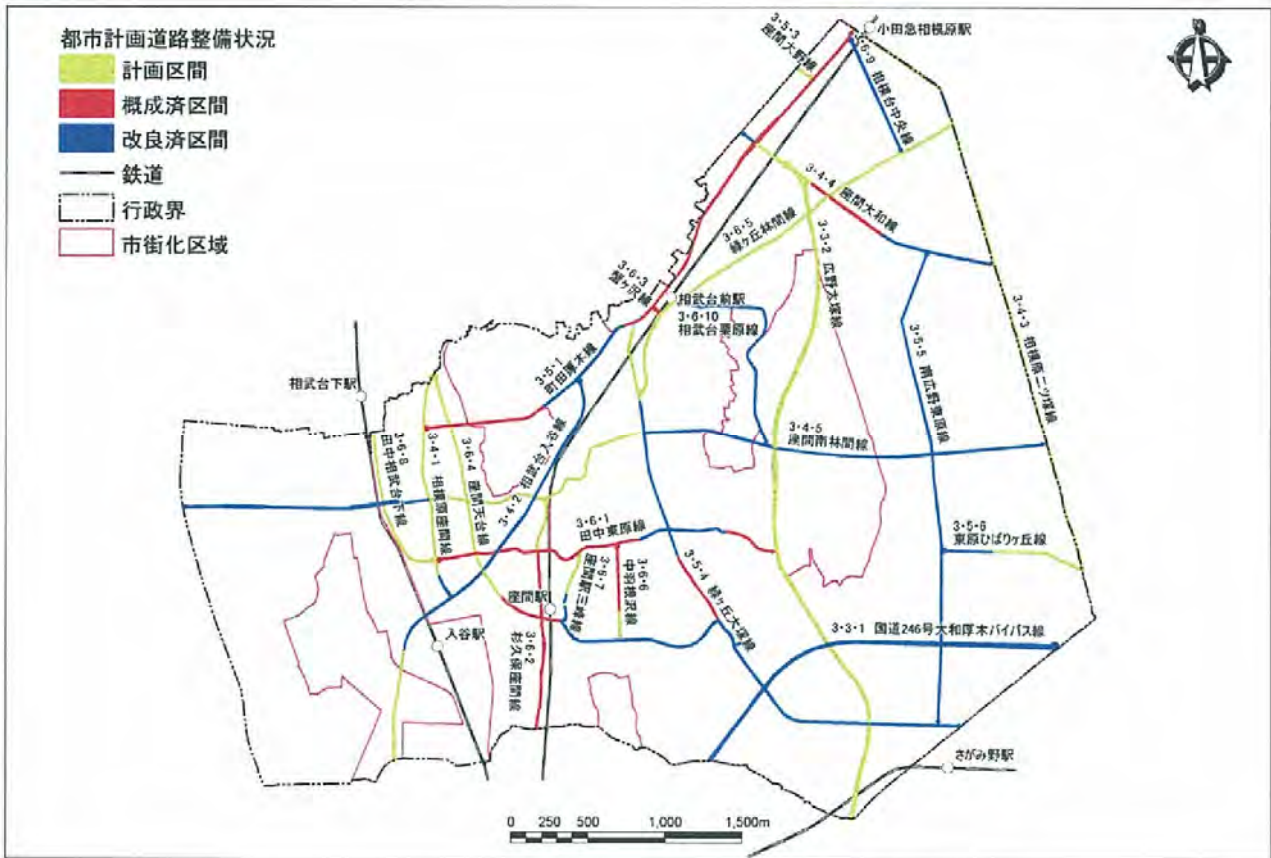 都市計画道路整備状況
計画区間
概成済区間
改良済区間
鉄道
行政界
市街化区域
小田急相模原駅
3・5・3
座間大野線
3・6・9 相模台中央線
3・4・4 座間大和線
3・6・5
緑ヶ丘林間線
3・3・2 広野大塚線
3・6・3
盤ヶ沢線
相武台前駅
3・6・10
相武台栗原線
3・4・3 相模原二ツ塚線
3・5・5 南広野東原線
3・5・1
町田厚木線
相武台下駅
3・4・5
座間南林間線
3・6・8
田中相武台下線
3・4・1 相模原座間線
3・6・4 座間天台線
3・4・2 相武台入谷線
3・6・1
田中東原線
3・5・6
東原ひばりヶ丘線
3・6・7
座間駅三峰線
3・6・6
中羽根沢線
3・5・4 緑ヶ丘大塚線
座間駅
入谷駅
3・6・2
杉久保座間線
3・3・1 国道246号大和厚木バイパス線
さがみ野駅
0 250 500 1,000 1,500m